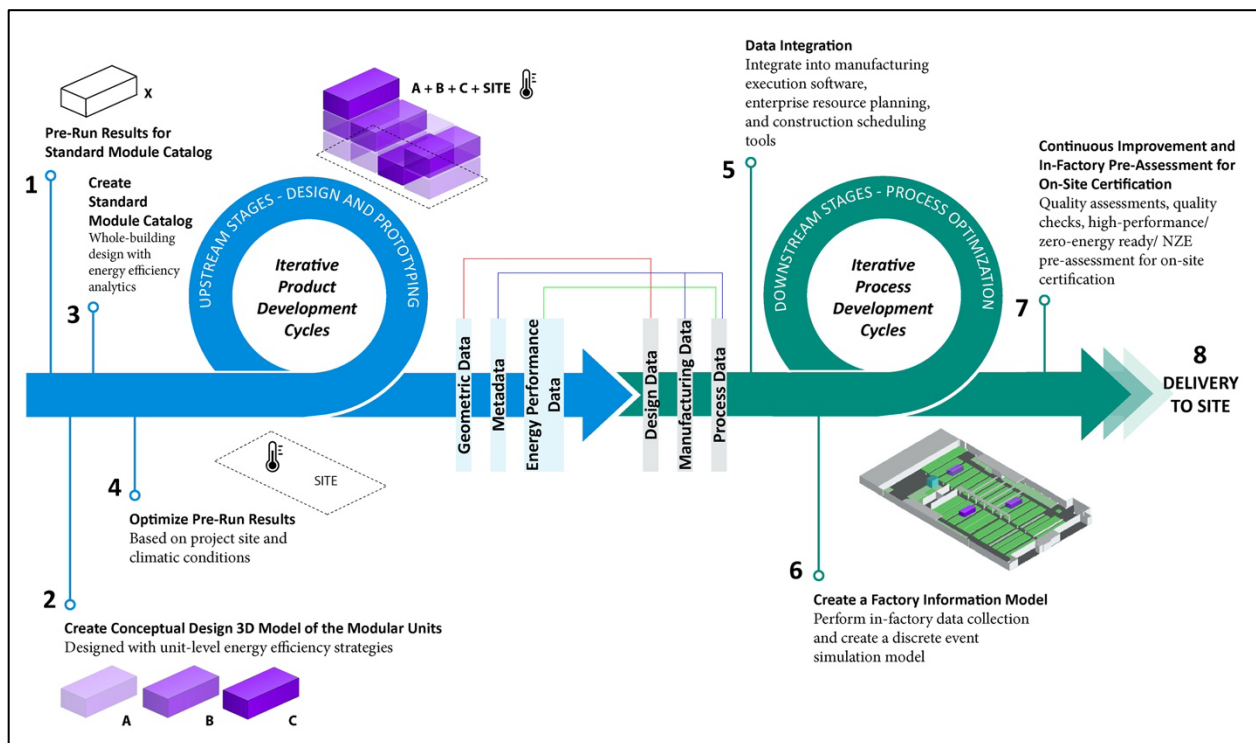 X
Pre-Run Results for
Standard Module Catalog
1
Create
Standard
Module Catalog
Whole-building
design with
energy efficiency
analytics
3
A + B + C + SITE
UPSTREAM STAGES - DESIGN AND PROTOTYPING
Iterative
Product
Development
Cycles
SITE
4
Optimize Pre-Run Results
Based on project site and
climatic conditions
2
Create Conceptual Design 3D Model of the Modular Units
Designed with unit-level energy efficiency strategies
A
B
C
Geometric Data
Metadata
Energy Performance
Data
Design Data
Manufacturing Data
Process Data
Data Integration
Integrate into manufacturing
execution software,
enterprise resource planning,
and construction scheduling
tools
5
DOWNSTREAM STAGES - PROCESS OPTIMIZATION
Iterative
Process
Development
Cycles
6
Create a Factory Information Model
Perform in-factory data collection
and create a discrete event
simulation model
Continuous Improvement and
In-Factory Pre-Assessment for
On-Site Certification
Quality assessments, quality
checks, high-performance/
zero-energy ready/ NZE
pre-assessment for on-site
certification
7
8
DELIVERY
TO SITE